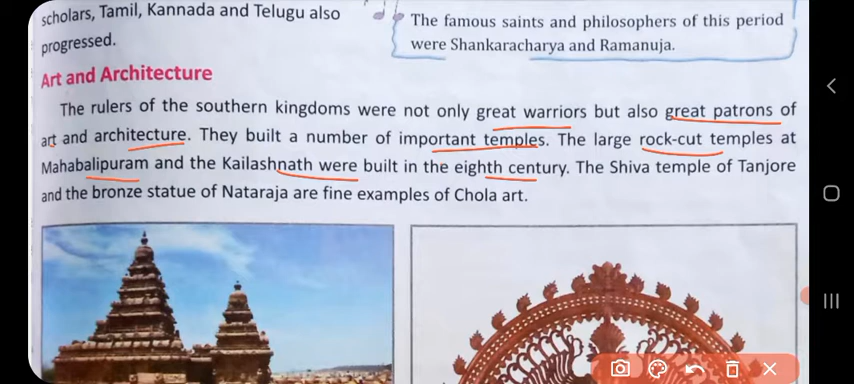 scholars, Tamil, Kannada and Telugu also
progressed.
The famous saints and philosophers of this period
were Shankaracharya and Ramanuja.
Art and Architecture
The rulers of the southern kingdoms were not only great warriors but also great patrons of
art and architecture. They built a number of important temples. The large rock-cut temples at
Mahabalipuram and the Kailashnath were built in the eighth century. The Shiva temple of Tanjore
and the bronze statue of Nataraja are fine examples of Chola art.